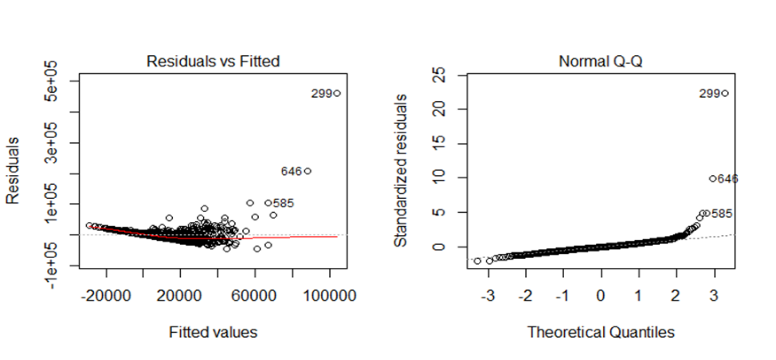 Residuals vs Fitted
Residuals
5e+05
3e+05
1e+05
-1e+05
299
646
585
-20000 20000 60000 100000
Fitted values
Normal Q-Q
Standardized residuals
25
20
15
10
5
0
299
646
585
-3 -2 -1 0 1 2 3
Theoretical Quantiles